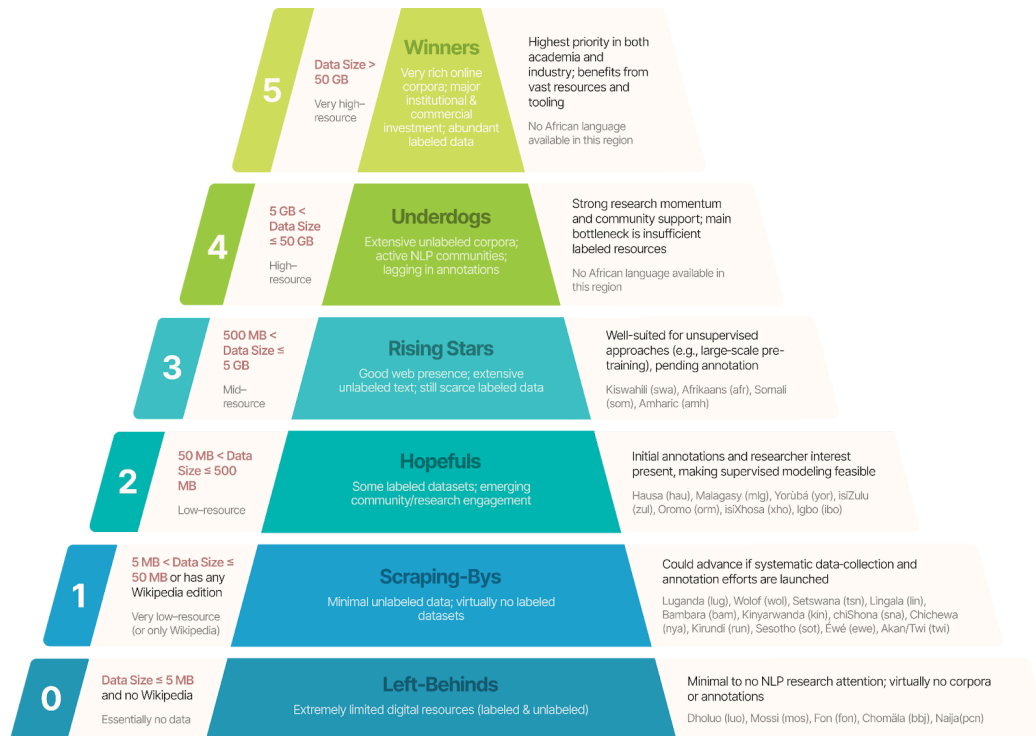 5
Data Size >
50 GB
Very high–
resource
Winners
Very rich online
corpora; major
institutional &
commercial
investment; abundant
labeled data
Highest priority in both
academia and
industry; benefits from
vast resources and
tooling
No African language
available in this region
4
5 GB <
Data Size
≤ 50 GB
High–
resource
Underdogs
Extensive unlabeled corpora;
active NLP communities;
lagging in annotations
Strong research momentum
and community support; main
bottleneck is insufficient
labeled resources
No African language available in
this region
3
500 MB <
Data Size ≤
5 GB
Mid–
resource
Rising Stars
Good web presence; extensive
unlabeled text; still scarce labeled data
Well-suited for unsupervised
approaches (e.g., large-scale pre-
training), pending annotation
Kiswahili (swa), Afrikaans (afr), Somali
(som), Amharic (amh)
2
50 MB < Data
Size ≤ 500
MB
Low–resource
Hopefuls
Some labeled datasets; emerging
community/research engagement
Initial annotations and researcher interest
present, making supervised modeling feasible
Hausa (hau), Malagasy (mlg), Yorùbá (yor), isiZulu
(zul), Oromo (orm), isiXhosa (xho), Igbo (ibo)
1
5 MB < Data Size ≤
50 MB or has any
Wikipedia edition
Very low–resource
(or only Wikipedia)
Scraping-Bys
Minimal unlabeled data; virtually no labeled
datasets
Could advance if systematic data-collection and
annotation efforts are launched
Luganda (lug), Wolof (wol), Setswana (tsn), Lingala (lin),
Bambara (bam), Kinyarwanda (kin), chiShona (sna), Chichewa
(nya), Kirundi (run), Sesotho (sot), Éwé (ewe), Akan/Twi (twi)
0
Data Size ≤ 5 MB
and no Wikipedia
Essentially no data
Left-Behinds
Extremely limited digital resources (labeled & unlabeled)
Minimal to no NLP research attention; virtually no corpora
or annotations
Dholuo (luo), Mossi (mos), Fon (fon), Chomäla (bbj), Naija(pcn)